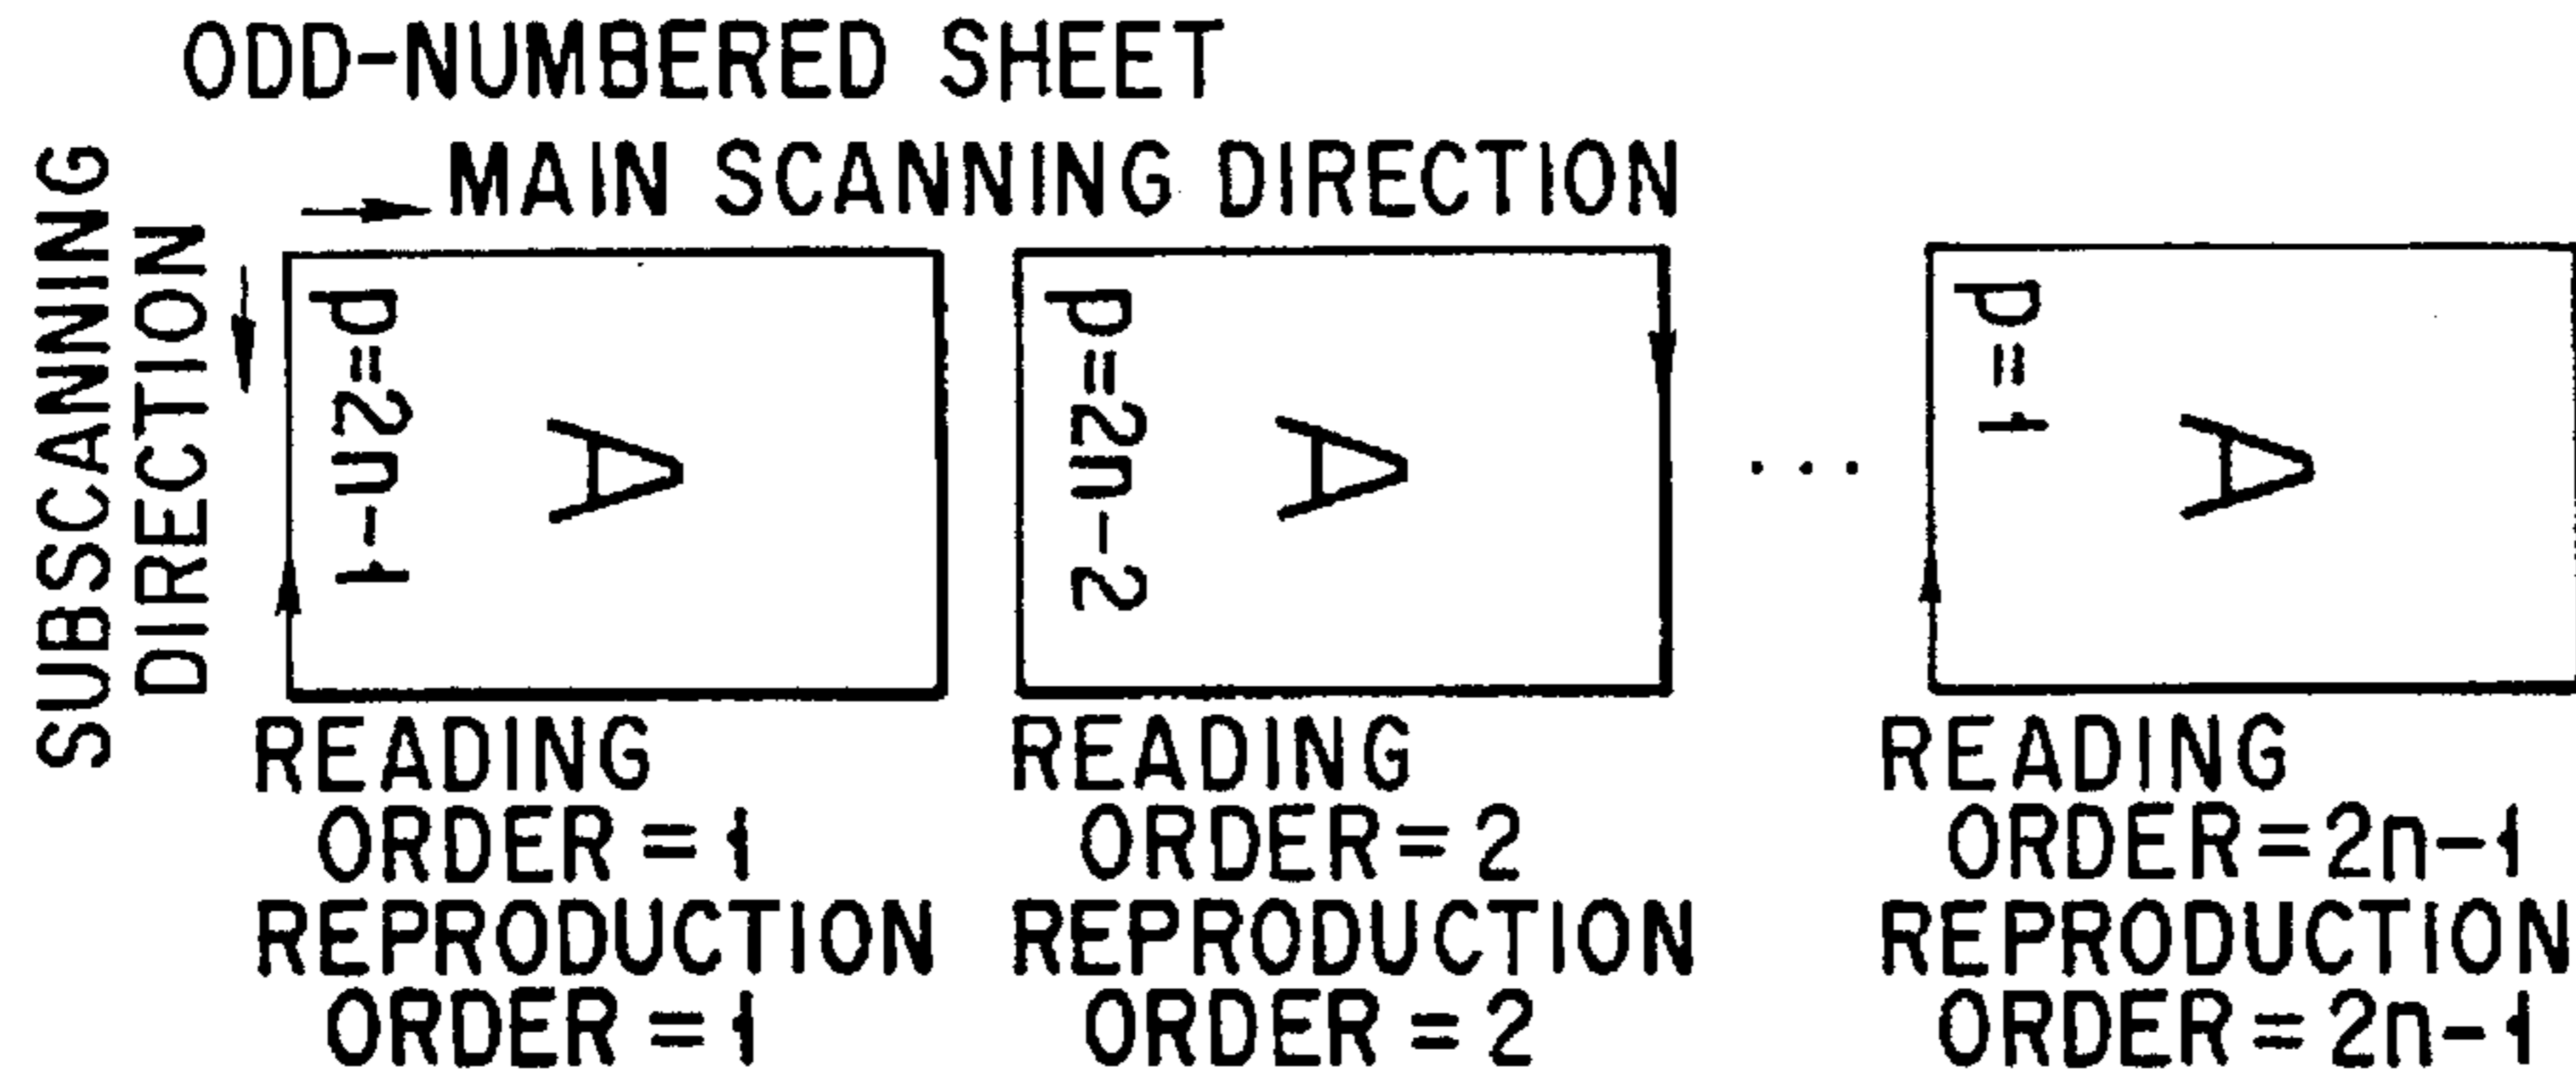 ODD-NUMBERED SHEET
MAIN SCANNING DIRECTION
SUBSCANNING
DIRECTION
p=2n-1
A
p=2n-2
A
...
p=1
A
READING
ORDER=1
REPRODUCTION
ORDER=1
READING
ORDER=2
REPRODUCTION
ORDER=2
READING
ORDER=2n-1
REPRODUCTION
ORDER=2n-1